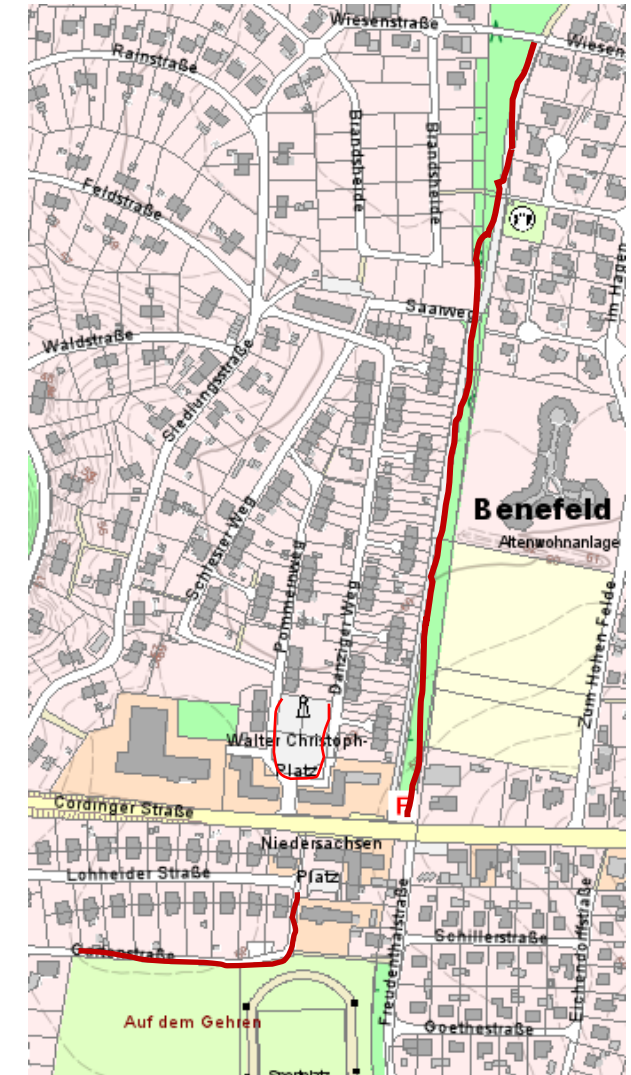 Wiesenstraße
Wiesen
Rainstraße
Brandsheide
Brandsheide
Feldstraße
Im Hagen
Saarweg
Waldstraße
Siedlungsstraße
Benefeld
Altenwohnanlage
Schlesier Weg
Pommernweg
Danziger Weg
Zum Hohen Felde
Walter Christoph-
Platz
F
Cordinger Straße
Niedersachsen
Platz
Lohheider Straße
Freudenthalstraße
Schillerstraße
Eichendorffstraße
Auf dem Gehren
Goethestraße
Sportplatz